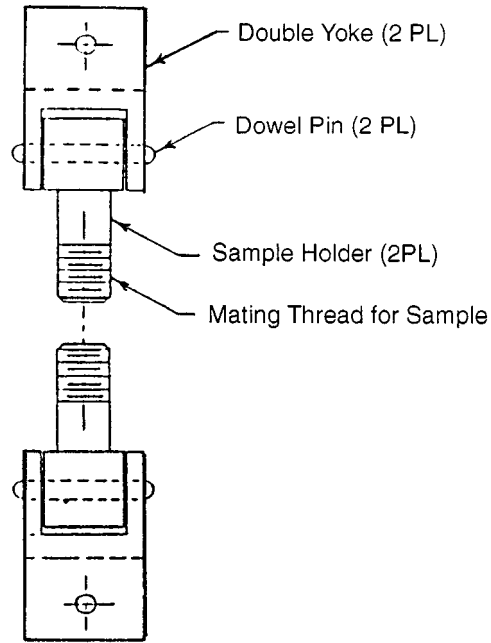 Double Yoke (2 PL)
Dowel Pin (2 PL)
Sample Holder (2PL)
Mating Thread for Sample